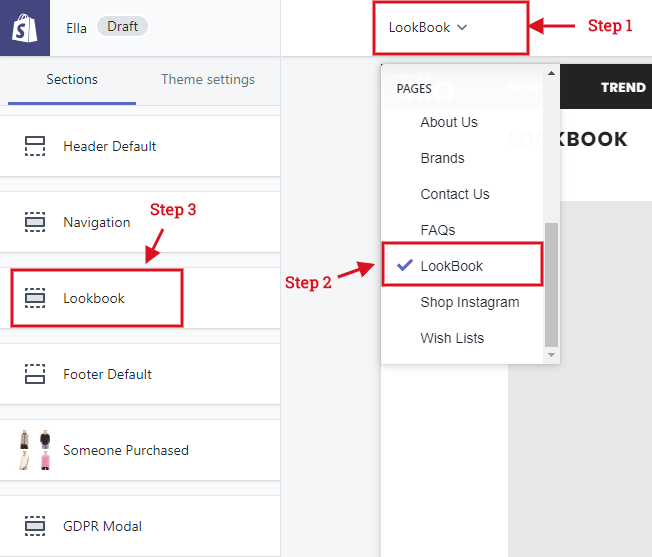 Ella Draft
LookBook
Step 1
Sections
Theme settings
PAGES
NEW
TREND
About Us
LOOKBOOK
Header Default
Brands
Contact Us
Step 3
Navigation
FAQs
Step 2
LookBook
Lookbook
Shop Instagram
Wish Lists
Footer Default
Someone Purchased
GDPR Modal